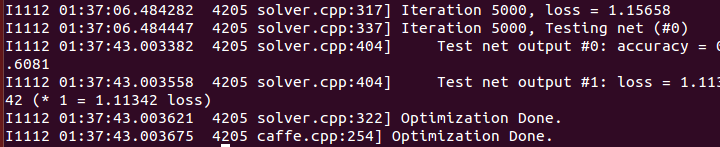 I1112 01:37:06.484282  4205 solver.cpp:317] Iteration 5000, loss = 1.15658
I1112 01:37:06.484447  4205 solver.cpp:337] Iteration 5000, Testing net (#0)
I1112 01:37:43.003382  4205 solver.cpp:404]     Test net output #0: accuracy = 0
.6081
I1112 01:37:43.003558  4205 solver.cpp:404]     Test net output #1: loss = 1.113
42 (* 1 = 1.11342 loss)
I1112 01:37:43.003621  4205 solver.cpp:322] Optimization Done.
I1112 01:37:43.003675  4205 caffe.cpp:254] Optimization Done.